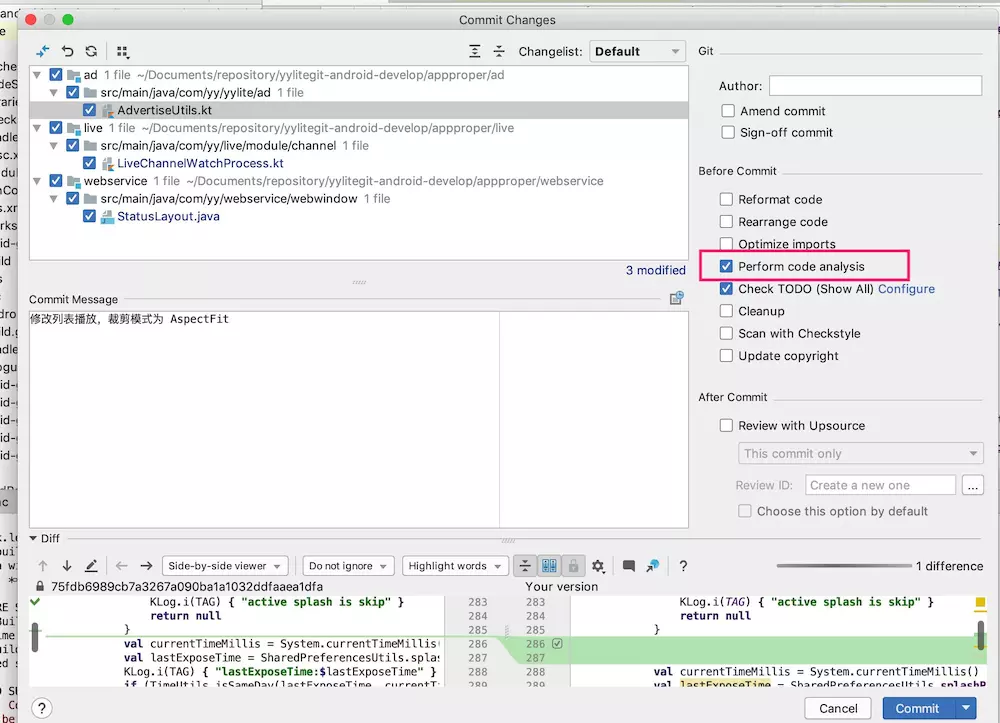 Commit Changes
Changelist: Default
ad 1 file ~/Documents/repository/yylitegit-android-develop/appproper/ad
src/main/java/com/yy/yylite/ad 1 file
AdvertiseUtils.kt
live 1 file ~/Documents/repository/yylitegit-android-develop/appproper/live
src/main/java/com/yy/live/module/channel 1 file
LiveChannelWatchProcess.kt
webservice 1 file ~/Documents/repository/yylitegit-android-develop/appproper/webservice
src/main/java/com/yy/webservice/webwindow 1 file
StatusLayout.java
3 modified
Commit Message
修改列表播放，裁剪模式为 AspectFit
Git
Author:
Amend commit
Sign-off commit
Before Commit
Reformat code
Rearrange code
Optimize imports
Perform code analysis
Check TODO (Show All) Configure
Cleanup
Scan with Checkstyle
Update copyright
After Commit
Review with Upsource
This commit only
Review ID: Create a new one ...
Choose this option by default
Diff
Side-by-side viewer Do not ignore Highlight words ? 1 difference
75fdb6989cb7a3267a090ba1a1032ddfaaea1dfa Your version
KLog.i(TAG) { "active splash is skip" } 283 283 KLog.i(TAG) { "active splash is skip" }
return null 284 284 return null
} 285 285 }
val currentTimeMillis = System.currentTimeMillis 286 286
val lastExposeTime = SharedPreferencesUtils.spla 287 287
KLog.i(TAG) { "lastExposeTime:$lastExposeTime" } 288 288 val currentTimeMillis = System.currentTimeMillis()
if (TimeUtils.isSameDay(lastExposeTime, currentT 289 289 val lastExposeTime = SharedPreferencesUtils.splashP
? Cancel Commit